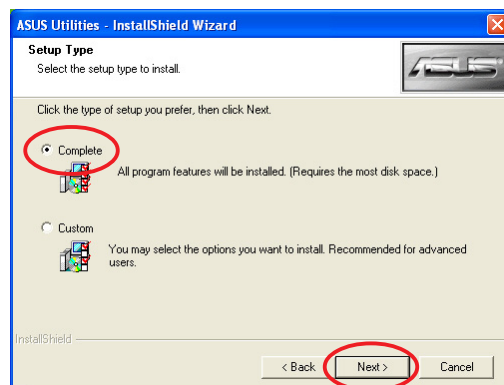 ASUS Utilities - InstallShield Wizard
Setup Type
Select the setup type to install.
ASUS
Click the type of setup you prefer, then click Next.
Complete
All program features will be installed. (Requires the most disk space.)
Custom
You may select the options you want to install. Recommended for advanced
users.
InstallShield
< Back
Next >
Cancel